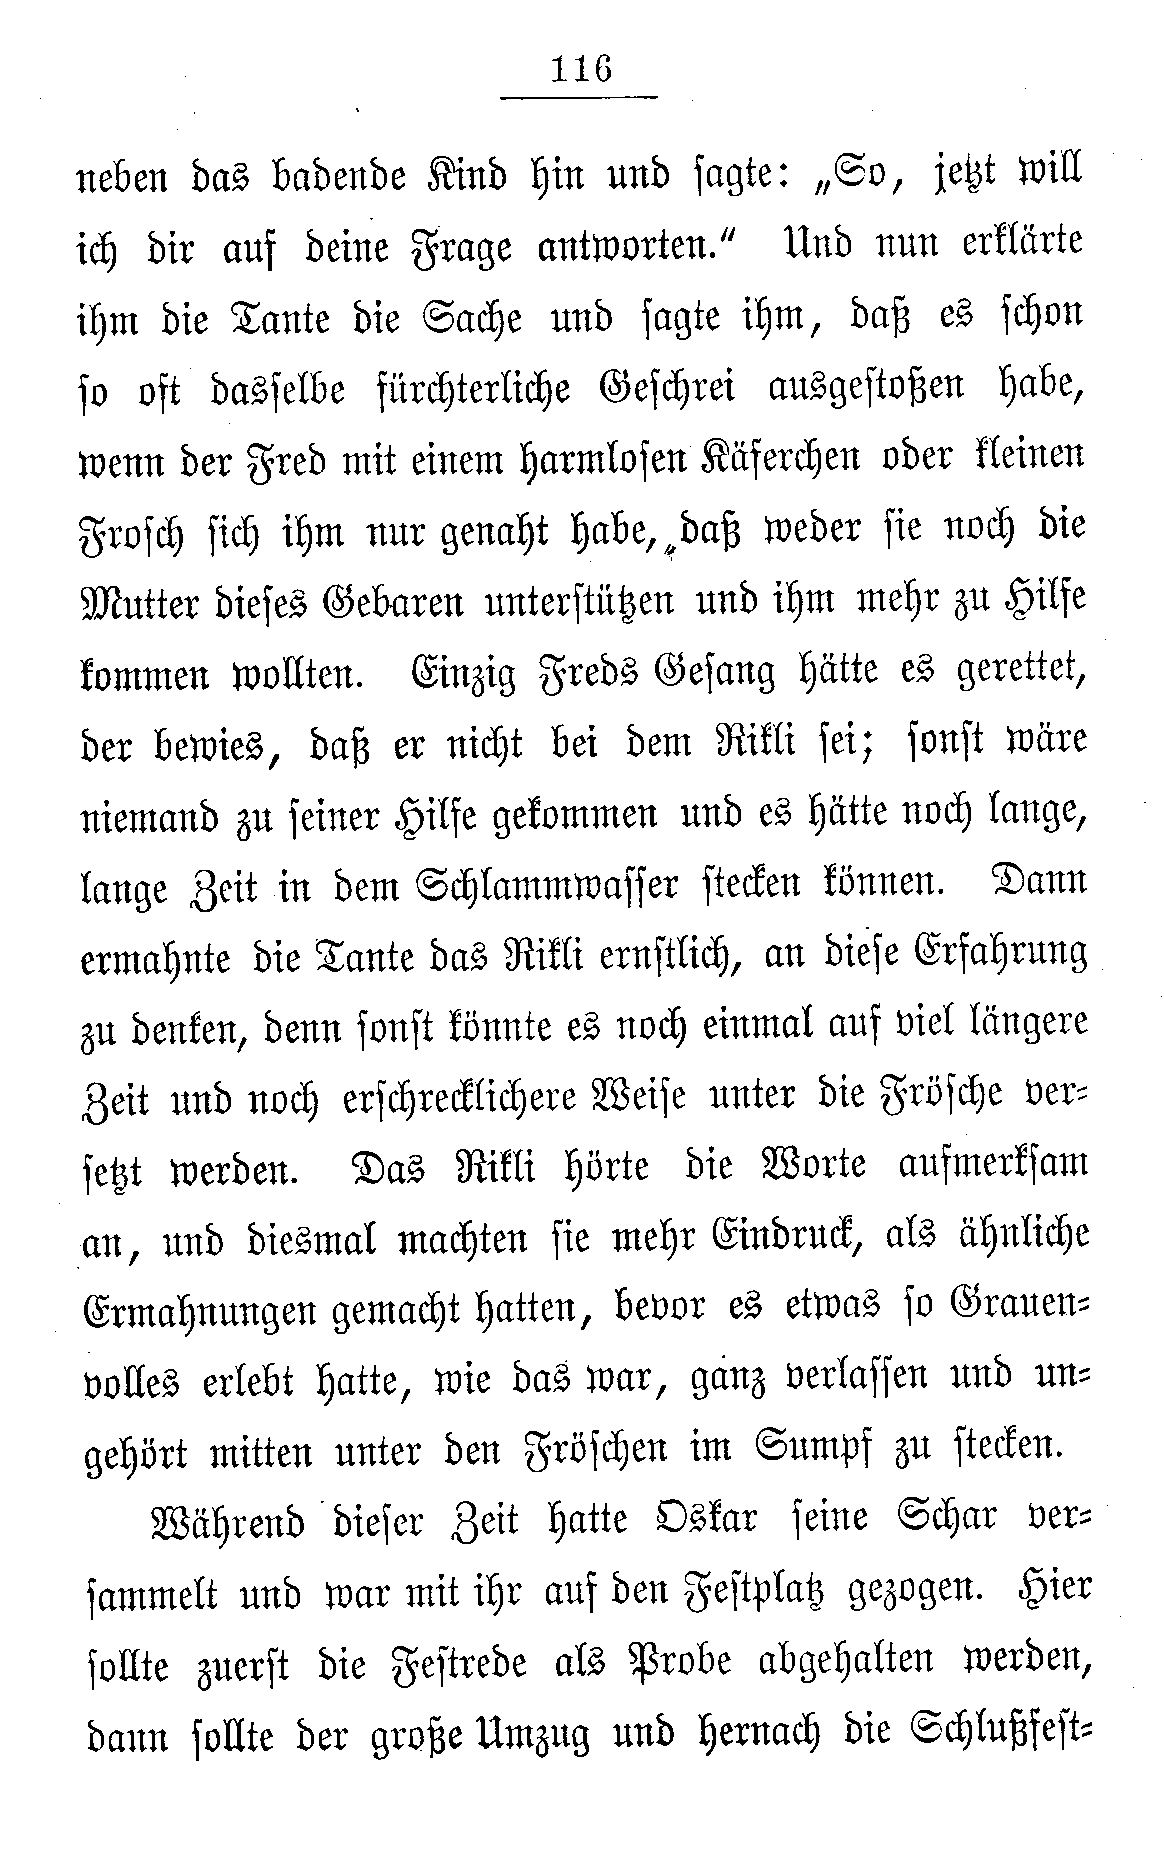 116
neben das badende Kind hin und sagte: „So, jetzt will
ich dir auf deine Frage antworten.“ Und nun erklärte
ihm die Tante die Sache und sagte ihm, daß es schon
so oft dasselbe fürchterliche Geschrei ausgestoßen habe,
wenn der Fred mit einem harmlosen Käferchen oder kleinen
Frosch sich ihm nur genaht habe, daß weder sie noch die
Mutter dieses Gebaren unterstützen und ihm mehr zu Hilfe
kommen wollten. Einzig Freds Gesang hätte es gerettet,
der bewies, daß er nicht bei dem Rikli sei; sonst wäre
niemand zu seiner Hilfe gekommen und es hätte noch lange,
lange Zeit in dem Schlammwasser stecken können. Dann
ermahnte die Tante das Rikli ernstlich, an diese Erfahrung
zu denken, denn sonst könnte es noch einmal auf viel längere
Zeit und noch erschrecklichere Weise unter die Frösche ver-
setzt werden. Das Rikli hörte die Worte aufmerksam
an, und diesmal machten sie mehr Eindruck, als ähnliche
Ermahnungen gemacht hatten, bevor es etwas so Grauen-
volles erlebt hatte, wie das war, ganz verlassen und un-
gehört mitten unter den Fröschen im Sumpf zu stecken.
Während dieser Zeit hatte Oskar seine Schar ver-
sammelt und war mit ihr auf den Festplatz gezogen. Hier
sollte zuerst die Festrede als Probe abgehalten werden,
dann sollte der große Umzug und hernach die Schlußfest-